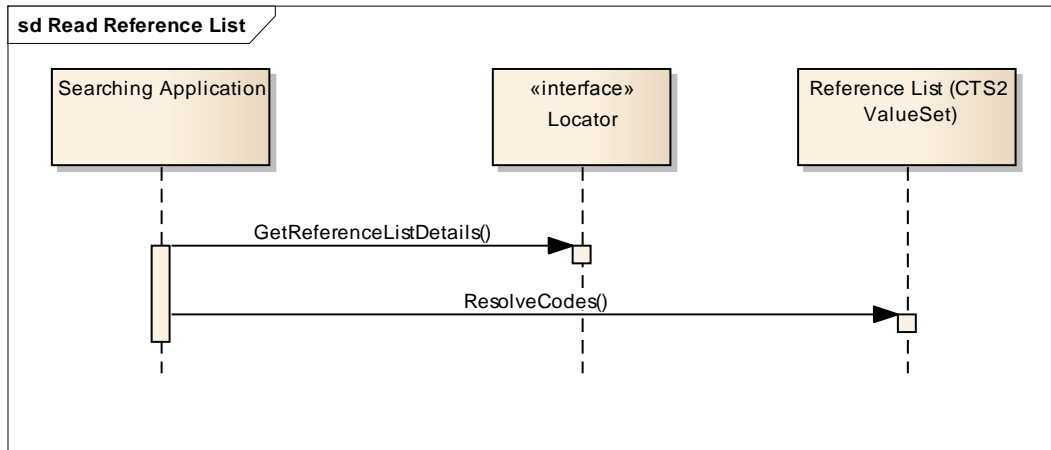 sd Read Reference List
Searching Application
«interface»
Locator
Reference List (CTS2
ValueSet)
GetReferenceListDetails()
ResolveCodes()